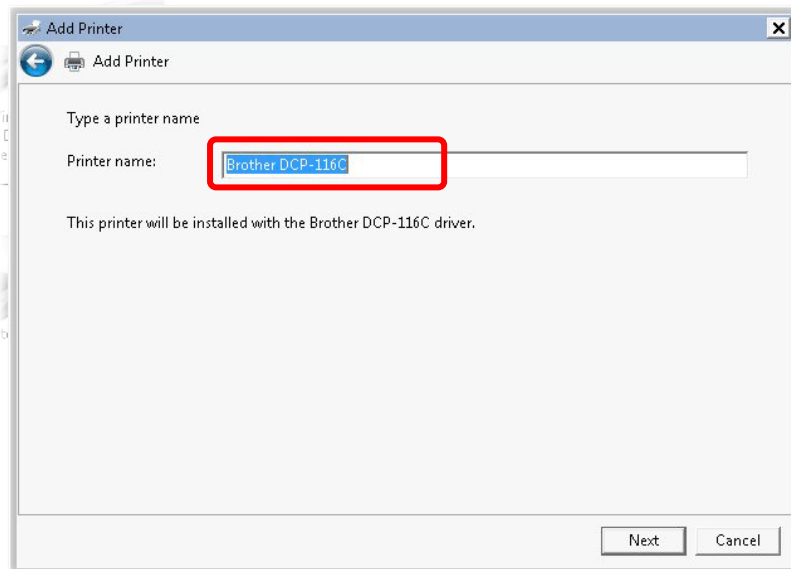 Add Printer
Add Printer
Type a printer name
Printer name: Brother DCP-116C
This printer will be installed with the Brother DCP-116C driver.
Next Cancel